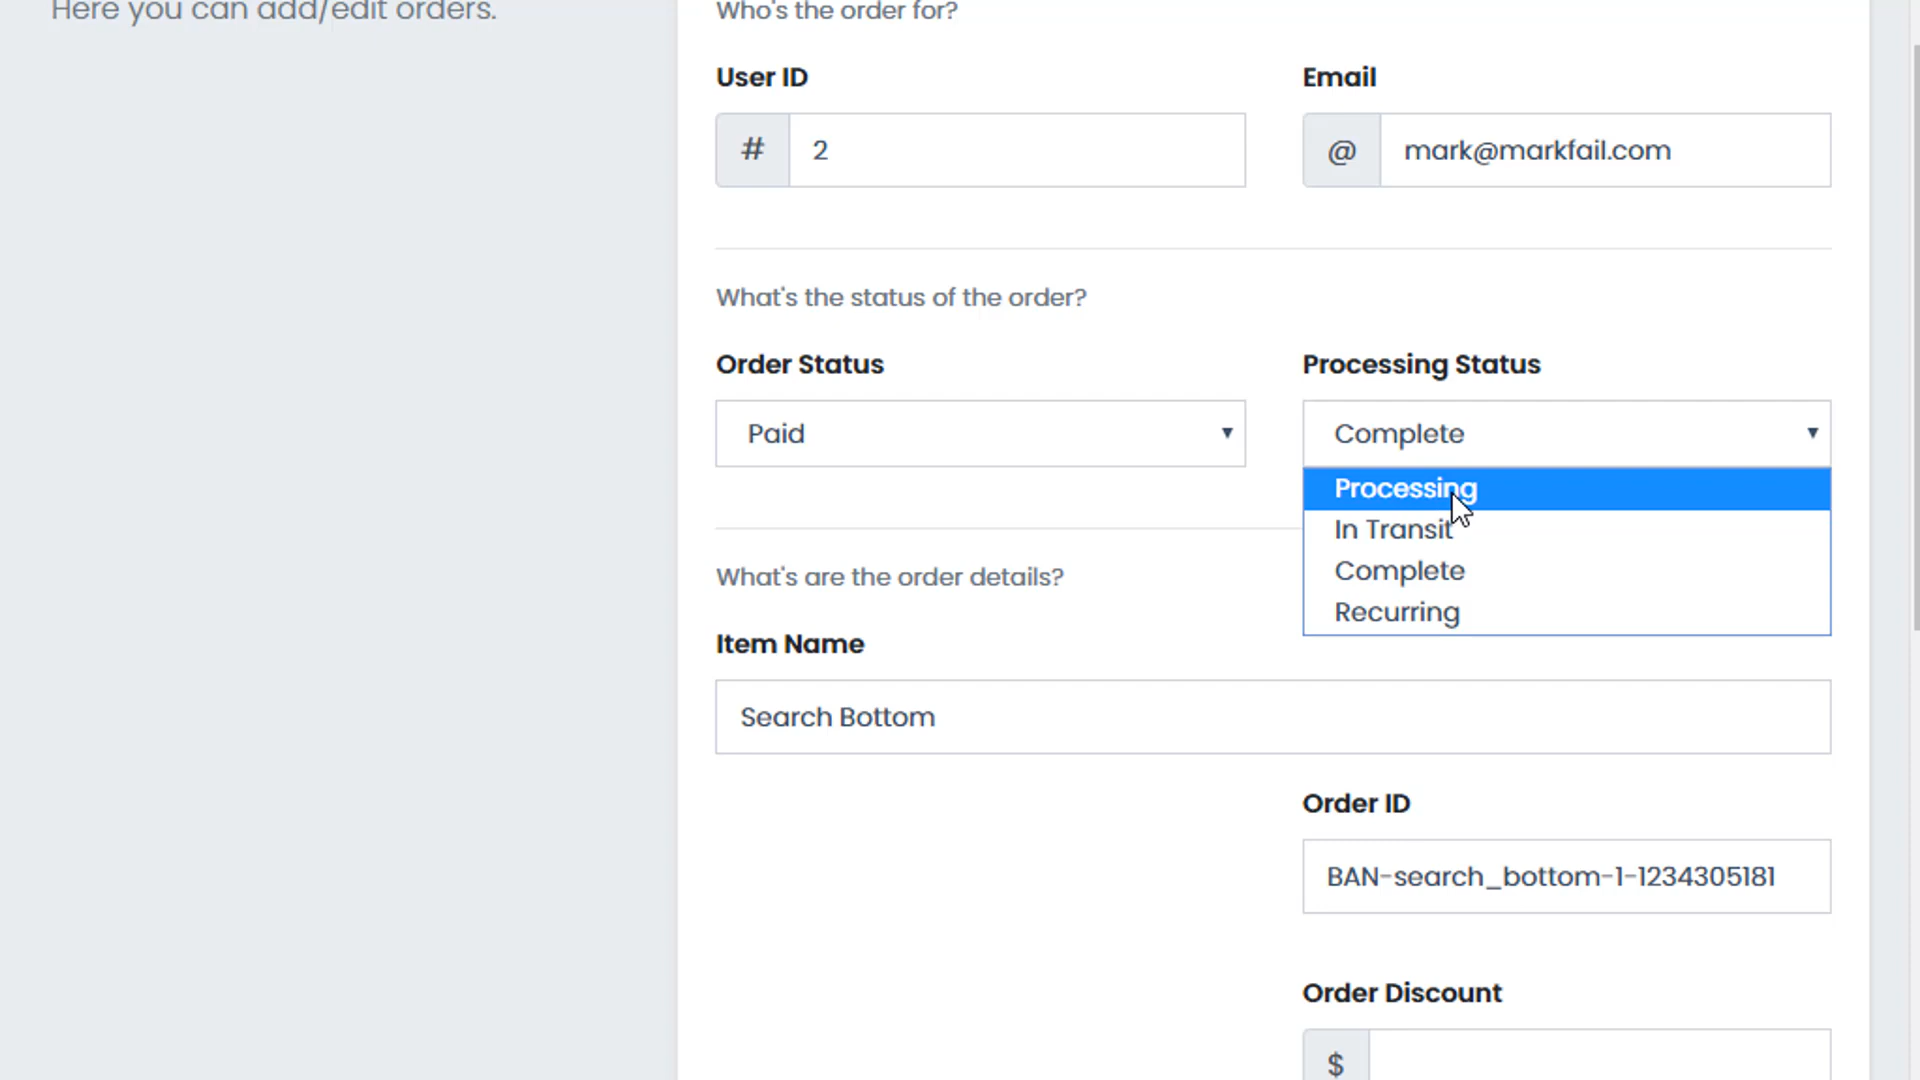 Here you can add/edit orders.
Who's the order for?
User ID
Email
# 2
@ mark@markfail.com
What's the status of the order?
Order Status
Processing Status
Paid
Complete
Processing
In Transit
Complete
Recurring
What's are the order details?
Item Name
Search Bottom
Order ID
BAN-search_bottom-1-1234305181
Order Discount
$